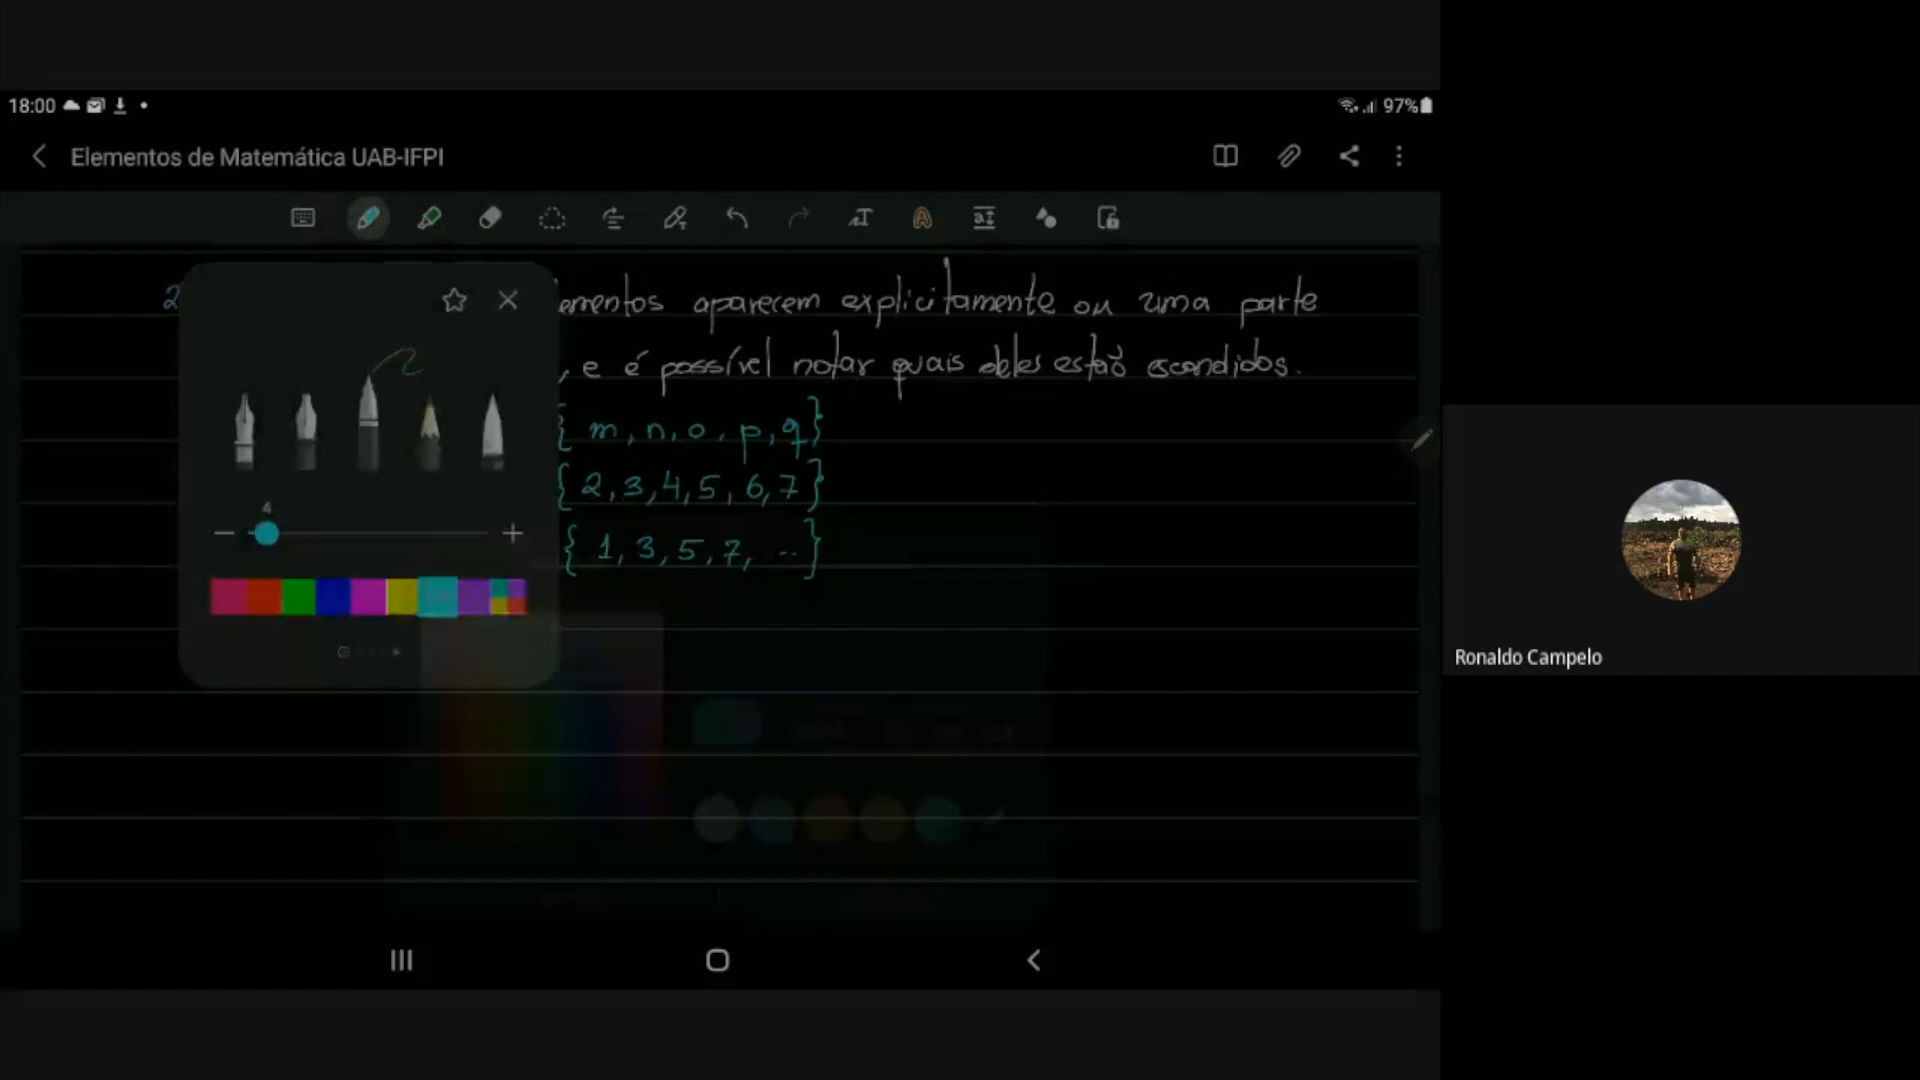 18:00
97%
Elementos de Matemática UAB-IFPI
2
ementos aparecem explicitamente ou uma parte
, e é possível notar quais deles estão escondidos.
{ m, n, o, p, q }
{ 2, 3, 4, 5, 6, 7 }
4
{ 1, 3, 5, 7, ... }
Ronaldo Campelo